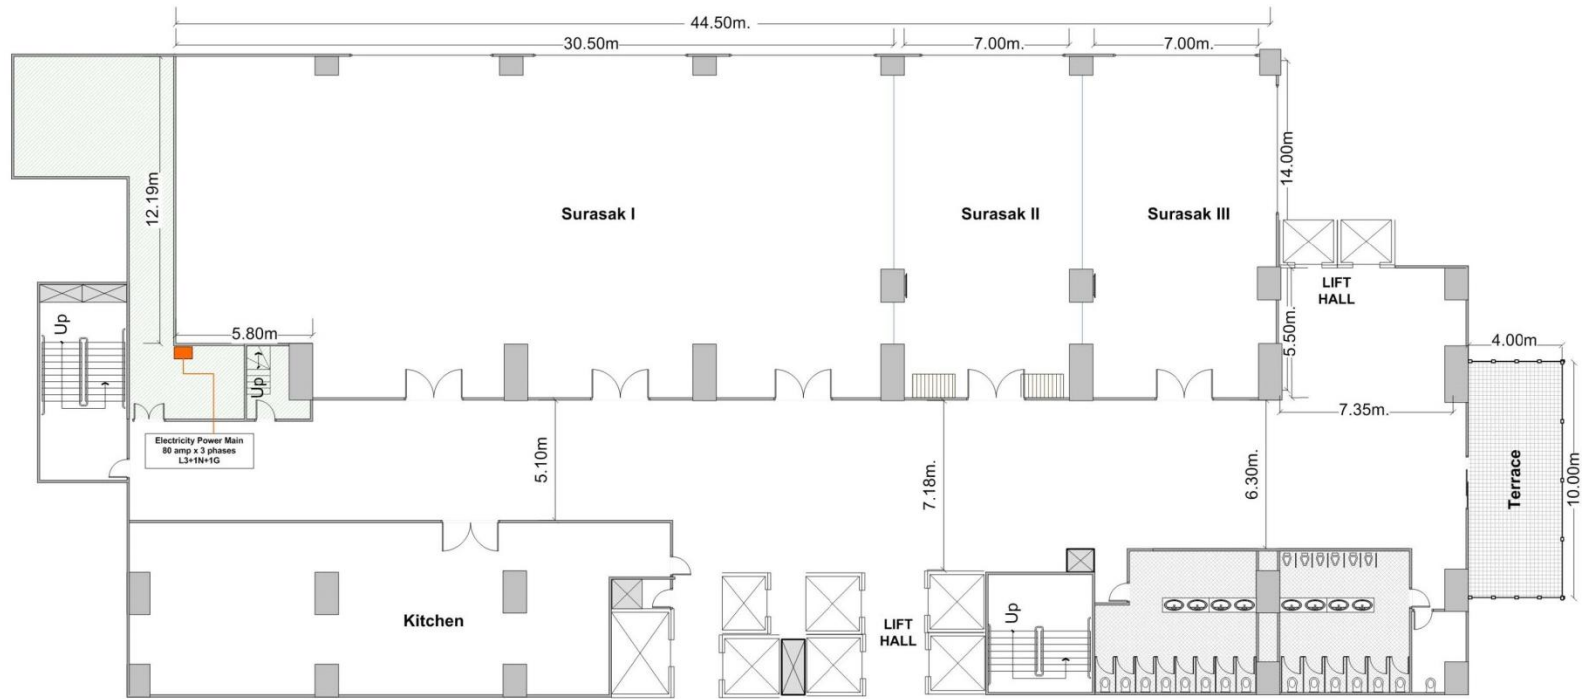 44.50m.
30.50m
7.00m.
7.00m.
12.19m
14.00m
Surasak I
Surasak II
Surasak III
LIFT
HALL
Up
5.80m
5.50m.
4.00m
Up
7.35m.
Electricity Power Main
80 amp x 3 phases
L3+1N+1G
5.10m
7.18m.
6.30m.
Terrace
10.00m
Kitchen
LIFT
HALL
Up